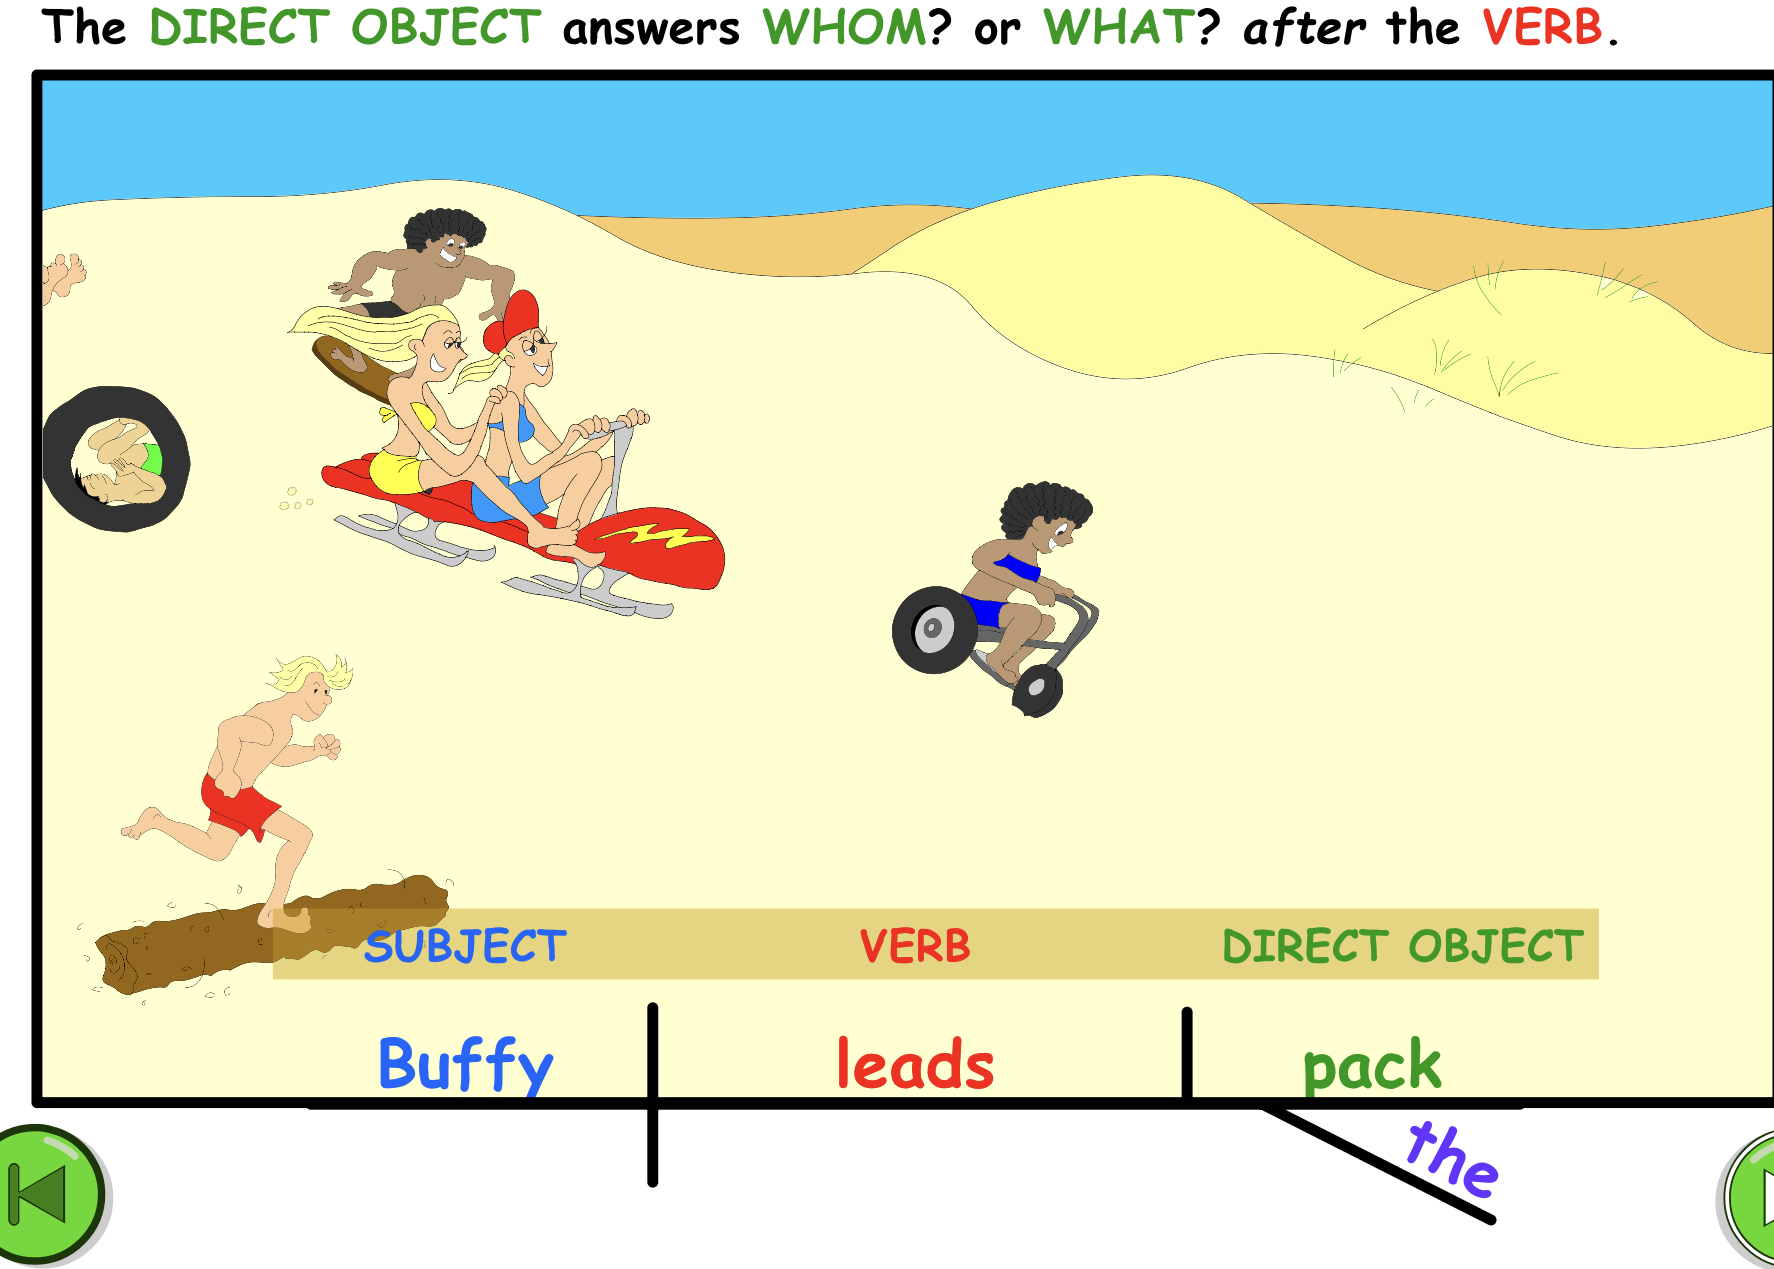 The DIRECT OBJECT answers WHOM? or WHAT? after the VERB.
SUBJECT VERB DIRECT OBJECT
Buffy leads pack
the